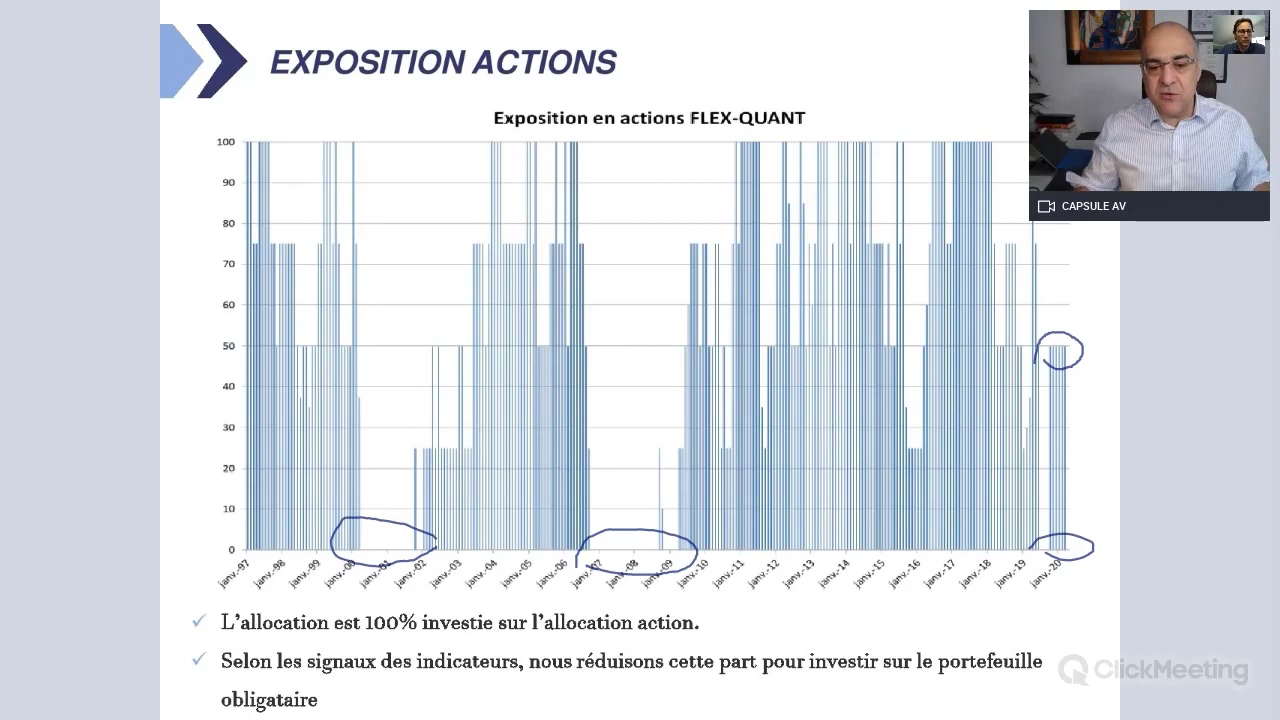 EXPOSITION ACTIONS
Exposition en actions FLEX-QUANT
100
90
80
70
60
50
40
30
20
10
0
janv.-97
janv.-98
janv.-99
janv.-00
janv.-01
janv.-02
janv.-03
janv.-04
janv.-05
janv.-06
janv.-07
janv.-08
janv.-09
janv.-10
janv.-11
janv.-12
janv.-13
janv.-14
janv.-15
janv.-16
janv.-17
janv.-18
janv.-19
janv.-20
CAPSULE AV
L'allocation est 100% investie sur l'allocation action.
Selon les signaux des indicateurs, nous réduisons cette part pour investir sur le portefeuille
obligataire
ClickMeeting